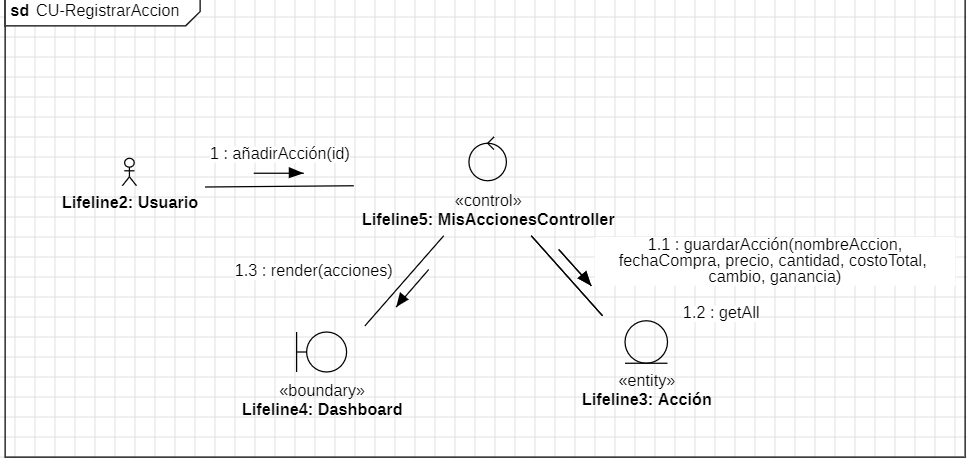 sd CU-RegistrarAccion
1 : añadirAcción(id)
Lifeline2: Usuario
«control»
Lifeline5: MisAccionesController
1.1 : guardarAcción(nombreAccion,
fechaCompra, precio, cantidad, costoTotal,
cambio, ganancia)
1.3 : render(acciones)
1.2 : getAll
«boundary»
Lifeline4: Dashboard
«entity»
Lifeline3: Acción